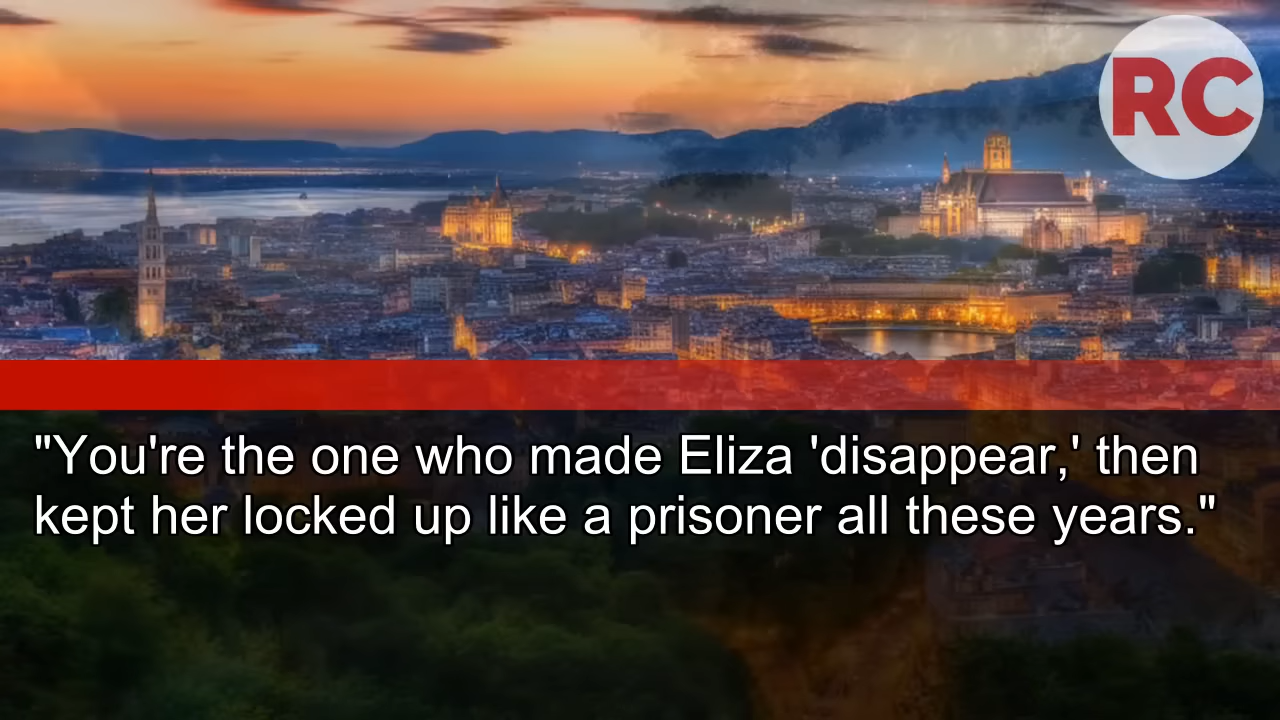 RC
"You're the one who made Eliza 'disappear,' then
kept her locked up like a prisoner all these years."